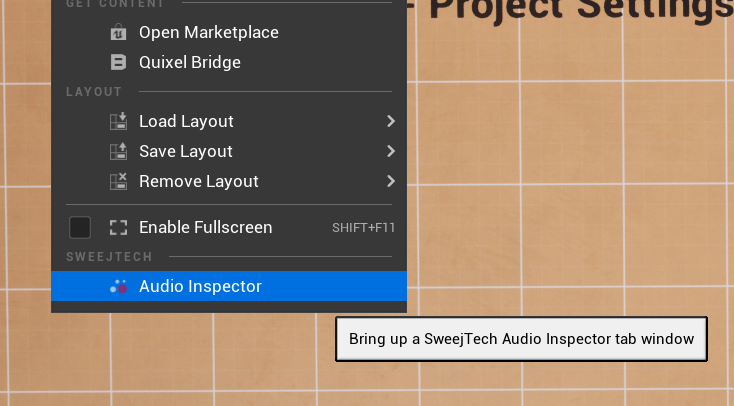 GET CONTENT
- Project Settings
Open Marketplace
Quixel Bridge
LAYOUT
Load Layout
Save Layout
Remove Layout
Enable Fullscreen SHIFT+F11
SWEEJTECH
Audio Inspector
Bring up a SweejTech Audio Inspector tab window